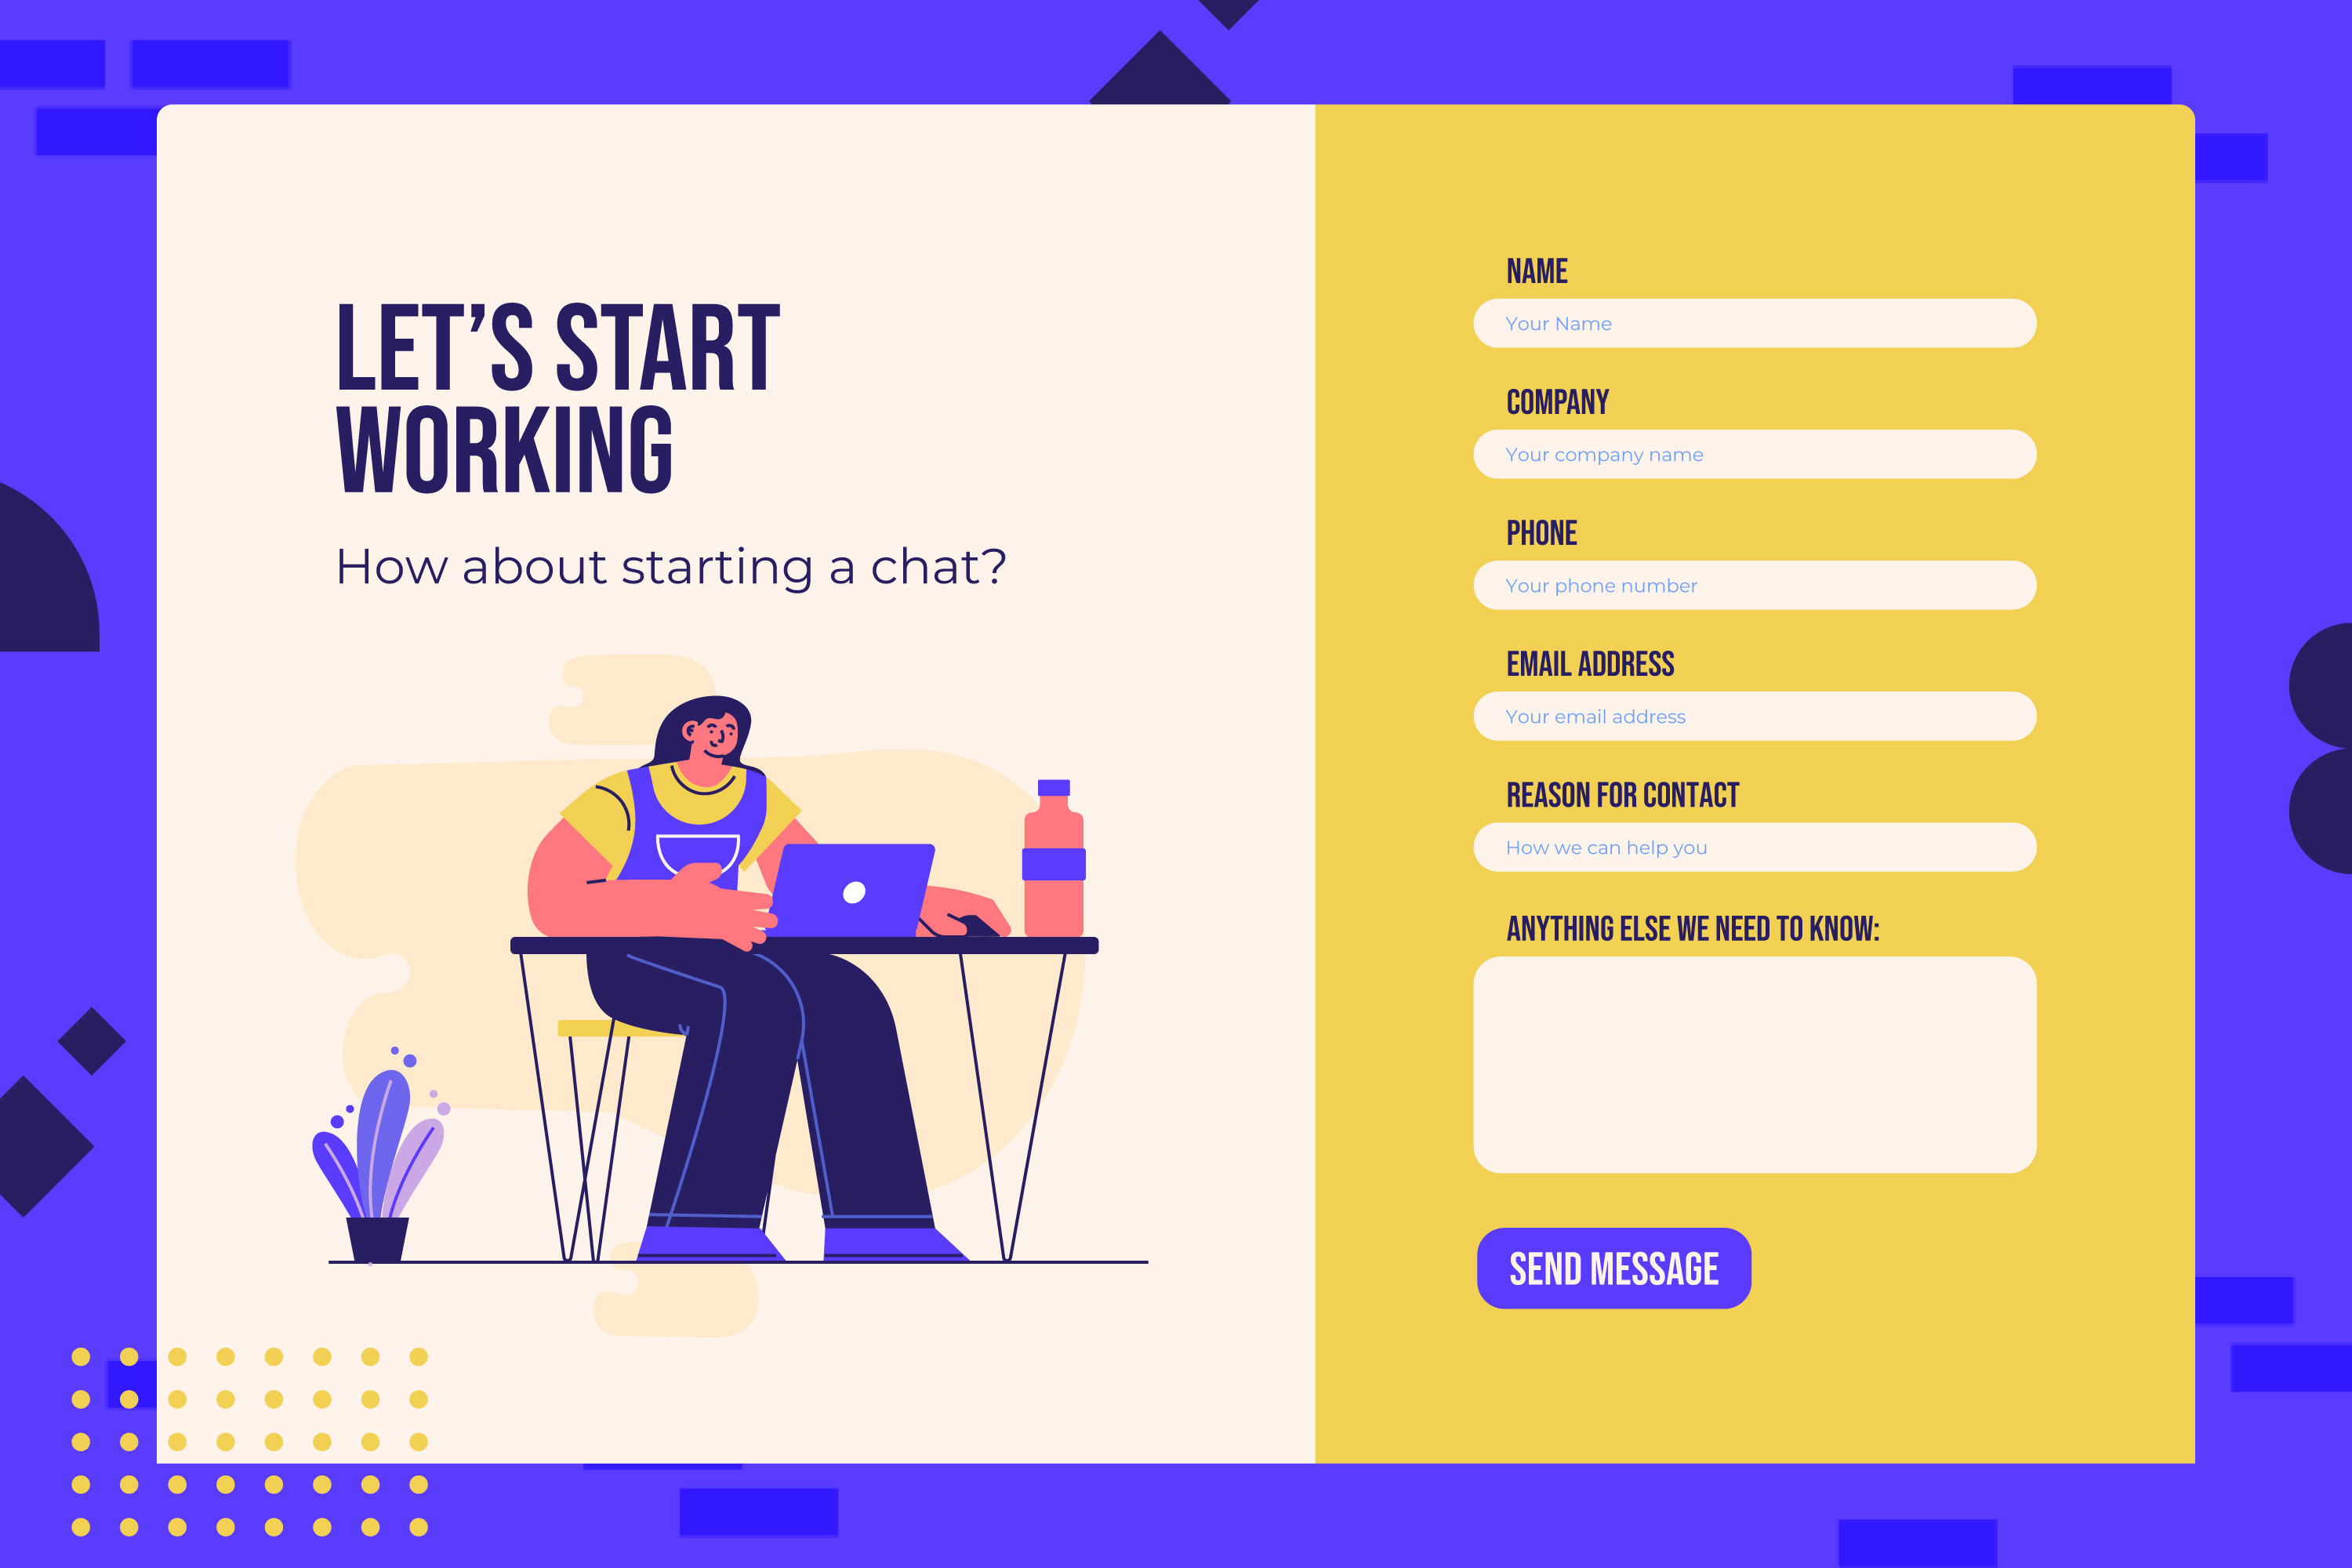 LET’S START
WORKING
How about starting a chat?
NAME
Your Name
COMPANY
Your company name
PHONE
Your phone number
EMAIL ADDRESS
Your email address
REASON FOR CONTACT
How we can help you
ANYTHING ELSE WE NEED TO KNOW:
SEND MESSAGE